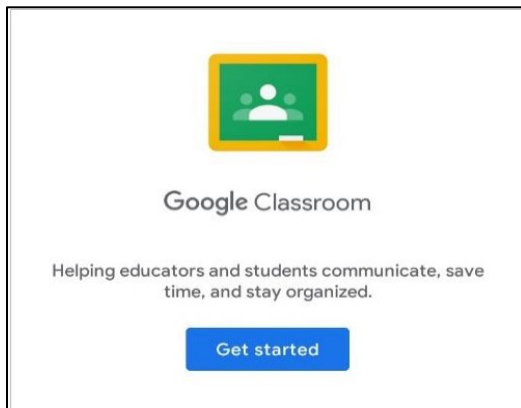 Google Classroom
Helping educators and students communicate, save
time, and stay organized.
Get started